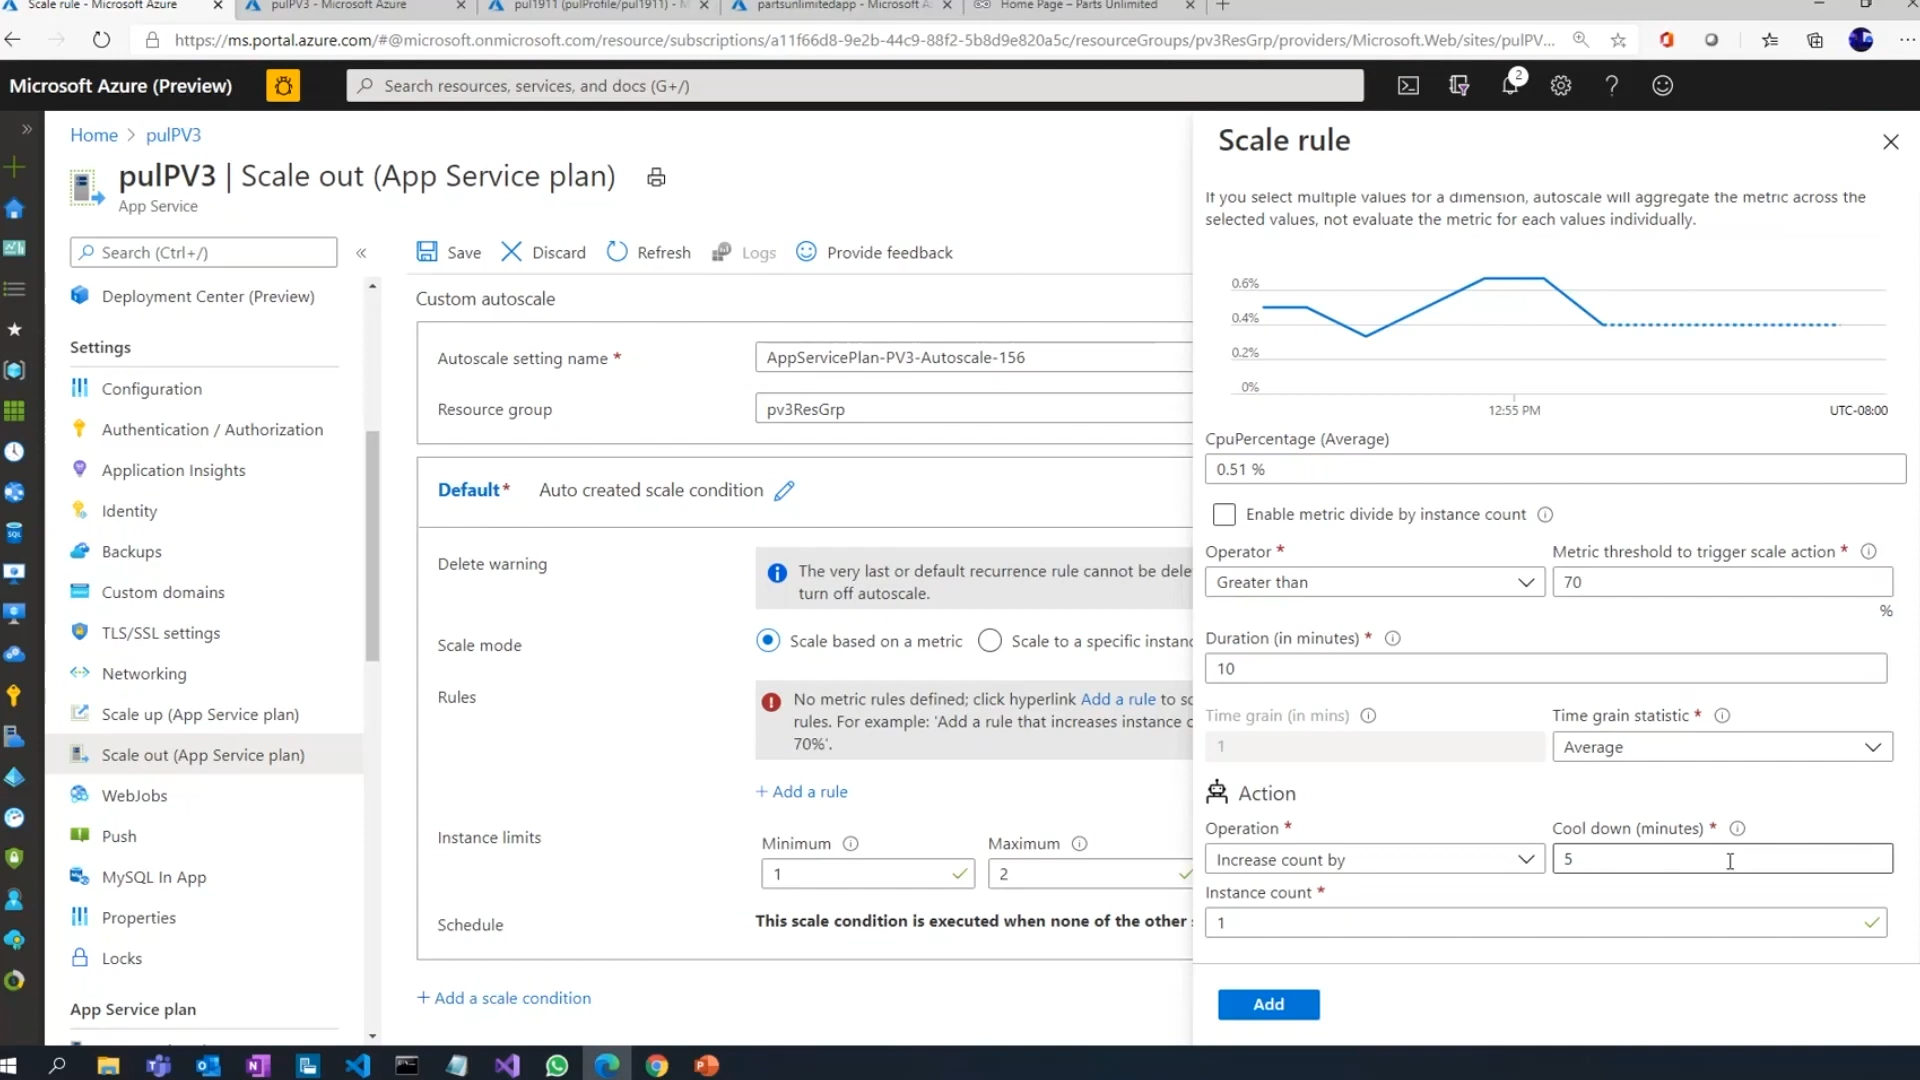 Scale rule - Microsoft Azure
pulPV3 - Microsoft Azure
pul1911 (pulProfile/pul1911) - M
partsunlimitedapp - Microsoft A
Home Page – Parts Unlimited
https://ms.portal.azure.com/#@microsoft.onmicrosoft.com/resource/subscriptions/a11f66d8-9e2b-44c9-88f2-5b8d9e820a5c/resourceGroups/pv3ResGrp/providers/Microsoft.Web/sites/pulPV...
Microsoft Azure (Preview)
Search resources, services, and docs (G+/)
2
Home > pulPV3
pulPV3 | Scale out (App Service plan)
App Service
Search (Ctrl+/)
«
Deployment Center (Preview)
Settings
Configuration
Authentication / Authorization
Application Insights
Identity
Backups
Custom domains
TLS/SSL settings
Networking
Scale up (App Service plan)
Scale out (App Service plan)
WebJobs
Push
MySQL In App
Properties
Locks
App Service plan
Save
Discard
Refresh
Logs
Provide feedback
Custom autoscale
Autoscale setting name *
AppServicePlan-PV3-Autoscale-156
Resource group
pv3ResGrp
Default*
Auto created scale condition
Delete warning
The very last or default recurrence rule cannot be dele
turn off autoscale.
Scale mode
Scale based on a metric
Scale to a specific instanc
Rules
No metric rules defined; click hyperlink Add a rule to sc
rules. For example: 'Add a rule that increases instance c
70%'.
+ Add a rule
Instance limits
Minimum
1
Maximum
2
Schedule
This scale condition is executed when none of the other
+ Add a scale condition
Scale rule
If you select multiple values for a dimension, autoscale will aggregate the metric across the
selected values, not evaluate the metric for each values individually.
0.6%
0.4%
0.2%
0%
12:55 PM
UTC-08:00
CpuPercentage (Average)
0.51 %
Enable metric divide by instance count
Operator *
Greater than
Metric threshold to trigger scale action *
70
%
Duration (in minutes) *
10
Time grain (in mins)
1
Time grain statistic *
Average
Action
Operation *
Increase count by
Cool down (minutes) *
5
Instance count *
1
Add